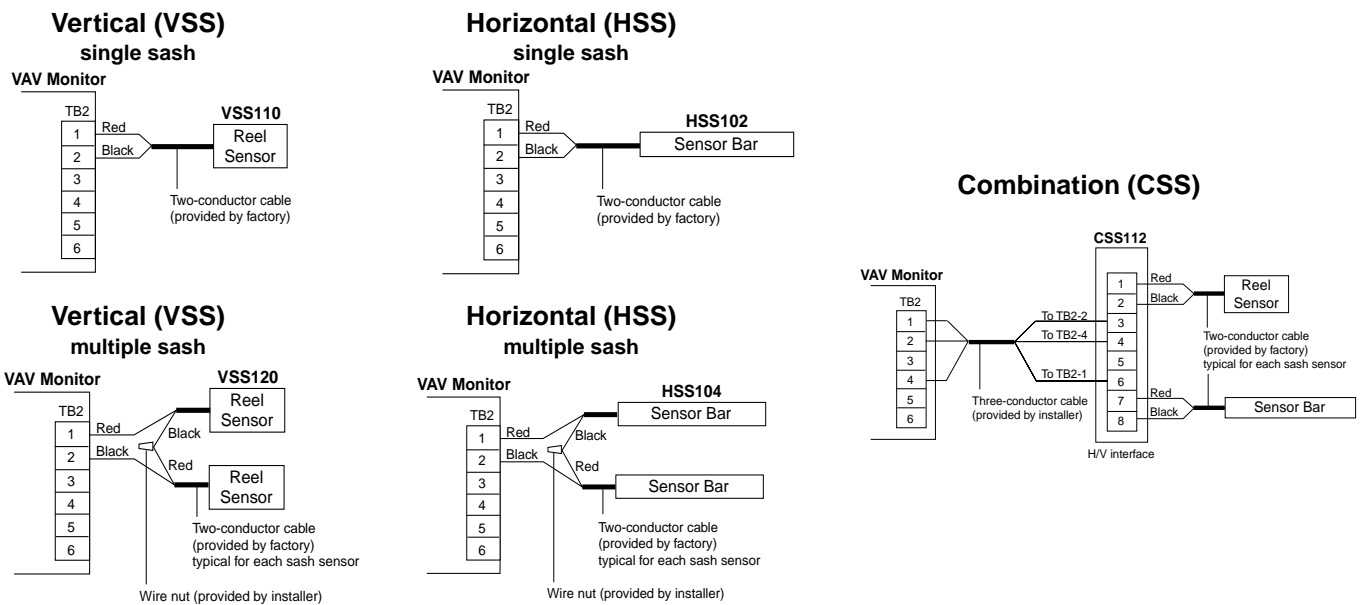 Vertical (VSS)
single sash
VAV Monitor
TB2
VSS110
1
Red
Reel
2
Black
Sensor
3
4
5
6
Two-conductor cable
(provided by factory)
Horizontal (HSS)
single sash
VAV Monitor
TB2
HSS102
1
Red
2
Black
Sensor Bar
3
4
5
6
Two-conductor cable
(provided by factory)
Vertical (VSS)
multiple sash
VAV Monitor
VSS120
TB2
Reel
Sensor
1
Red
Black
2
Black
Red
3
Reel
Sensor
4
5
6
Two-conductor cable
(provided by factory)
typical for each sash sensor
Wire nut (provided by installer)
Horizontal (HSS)
multiple sash
VAV Monitor
HSS104
TB2
Sensor Bar
1
Red
Black
2
Black
Red
3
Sensor Bar
4
5
6
Two-conductor cable
(provided by factory)
typical for each sash sensor
Wire nut (provided by installer)
Combination (CSS)
CSS112
VAV Monitor
TB2
1
2
3
4
5
6
To TB2-2
To TB2-4
To TB2-1
Three-conductor cable
(provided by installer)
1
Red
2
Black
3
4
5
6
7
Red
8
Black
H/V interface
Reel
Sensor
Two-conductor cable
(provided by factory)
typical for each sash sensor
Sensor Bar